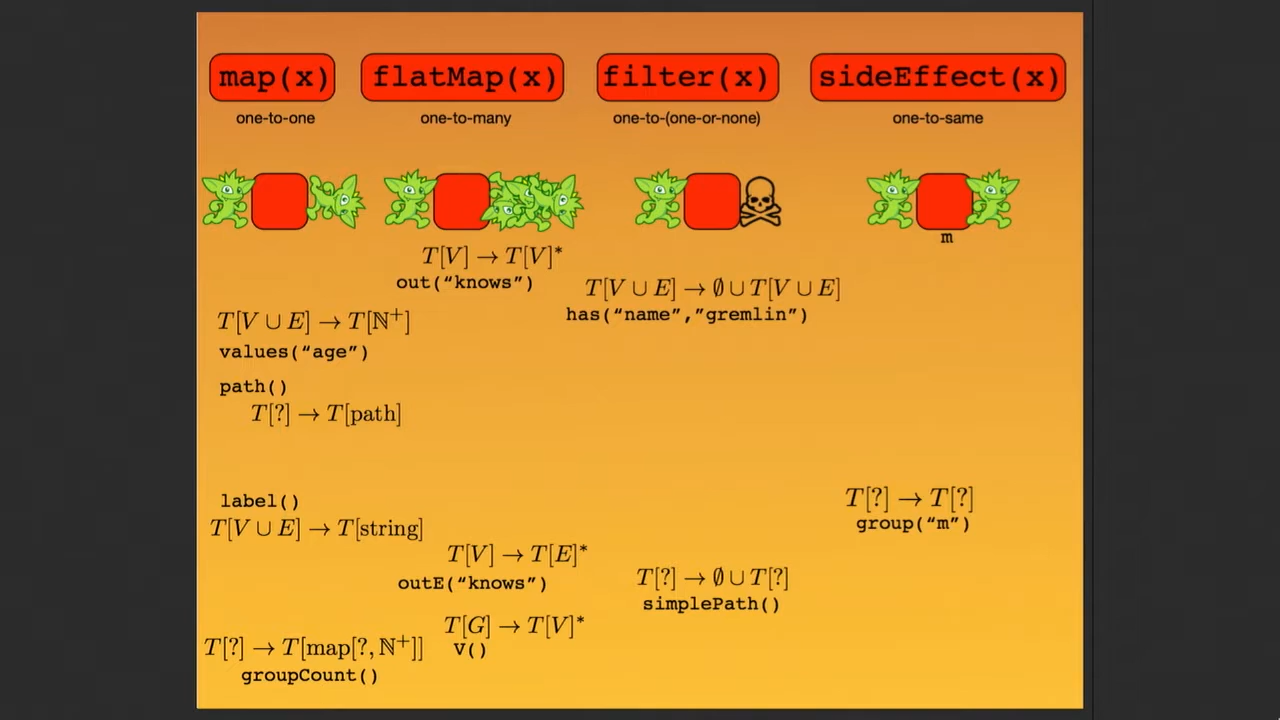 map(x) flatMap(x) filter(x) sideEffect(x)
one-to-one one-to-many one-to-(one-or-none) one-to-same
m
T[V] → T[V]*
out(“knows”)
T[V ∪ E] → ∅ ∪ T[V ∪ E]
has(“name”,”gremlin”)
T[V ∪ E] → T[ℕ⁺]
values(“age”)
path()
T[?] → T[path]
label()
T[V ∪ E] → T[string]
T[?] → T[?]
group(“m”)
T[V] → T[E]*
outE(“knows”)
T[?] → ∅ ∪ T[?]
simplePath()
T[G] → T[V]*
V()
T[?] → T[map[?, ℕ⁺]]
groupCount()